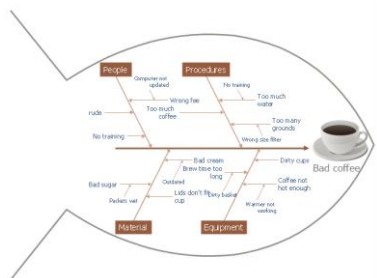 People
Procedures
Computer not
updated
No training
Wrong fee
Too much
water
rude
Too much
coffee
Too many
grounds
No training
Wrong size filter
Bad coffee
Bad cream
Dirty cups
Brew time too
long
Bad sugar
Outdated
Coffee not
hot enough
Packets wet
Lids don't fit
cup
Dirty basket
Warmer not
working
Material
Equipment